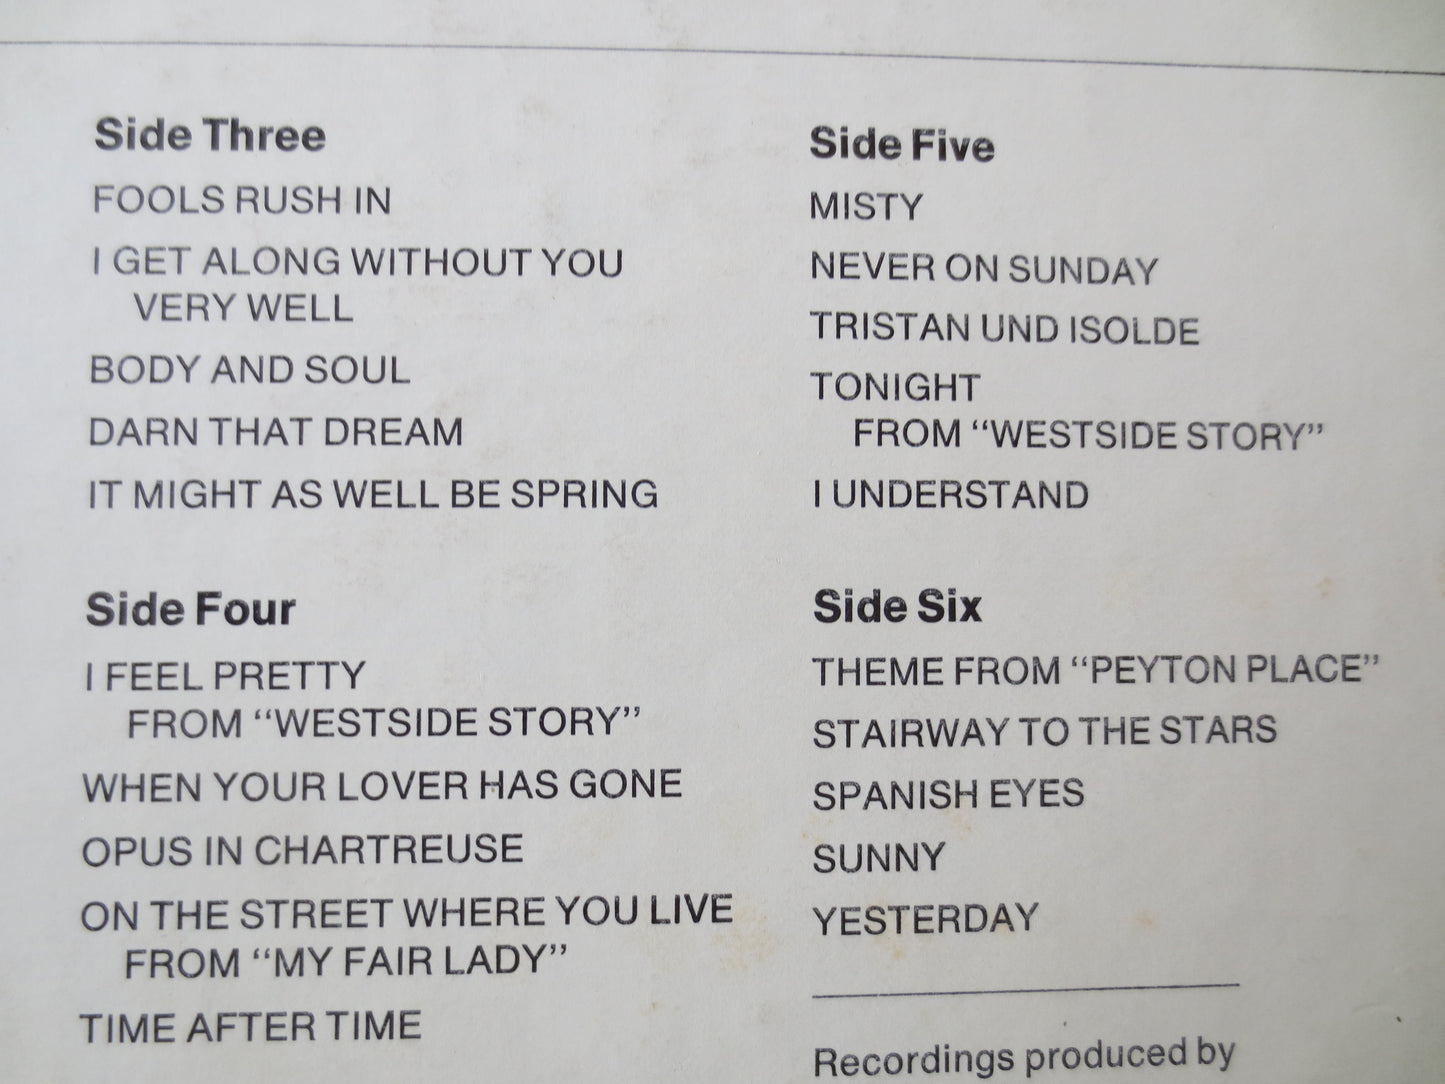 Side Three
FOOLS RUSH IN
I GET ALONG WITHOUT YOU
VERY WELL
BODY AND SOUL
DARN THAT DREAM
IT MIGHT AS WELL BE SPRING
Side Four
I FEEL PRETTY
FROM “WESTSIDE STORY”
WHEN YOUR LOVER HAS GONE
OPUS IN CHARTREUSE
ON THE STREET WHERE YOU LIVE
FROM “MY FAIR LADY”
TIME AFTER TIME
Side Five
MISTY
NEVER ON SUNDAY
TRISTAN UND ISOLDE
TONIGHT
FROM “WESTSIDE STORY”
I UNDERSTAND
Side Six
THEME FROM “PEYTON PLACE”
STAIRWAY TO THE STARS
SPANISH EYES
SUNNY
YESTERDAY
Recordings produced by